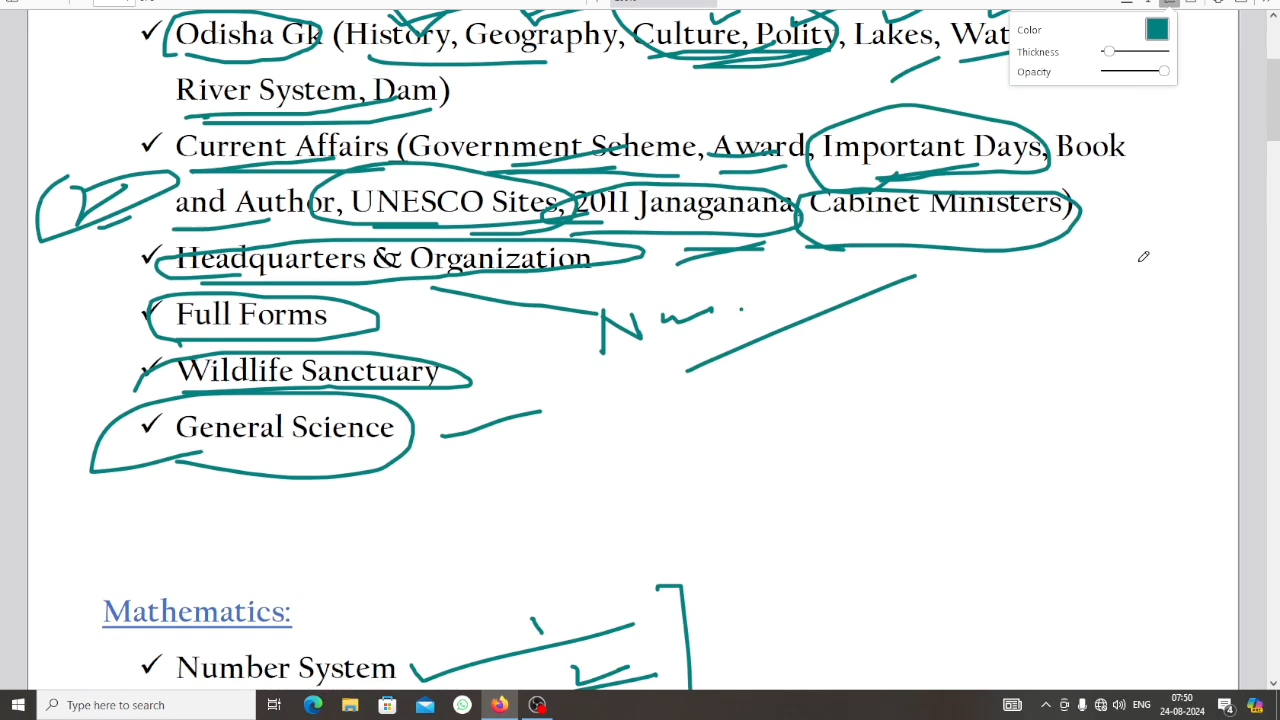 ✓ Odisha Gk (History, Geography, Culture, Polity, Lakes,
River System, Dam)
✓ Current Affairs (Government Scheme, Award, Important Days, Book
and Author, UNESCO Sites, 2011 Janaganana, Cabinet Ministers)
✓ Headquarters & Organization
✓ Full Forms
✓ Wildlife Sanctuary
✓ General Science
Mathematics:
✓ Number System
Color
Thickness
Opacity
Type here to search
ENG
07:50
24-08-2024
4